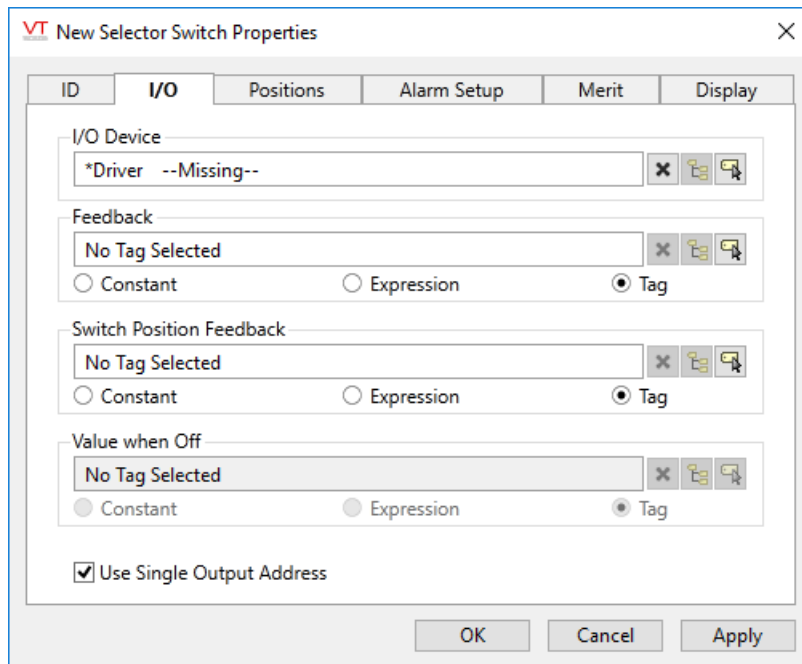 VT New Selector Switch Properties
ID I/O Positions Alarm Setup Merit Display
I/O Device
*Driver --Missing--
Feedback
No Tag Selected
Constant Expression Tag
Switch Position Feedback
No Tag Selected
Constant Expression Tag
Value when Off
No Tag Selected
Constant Expression Tag
Use Single Output Address
OK Cancel Apply